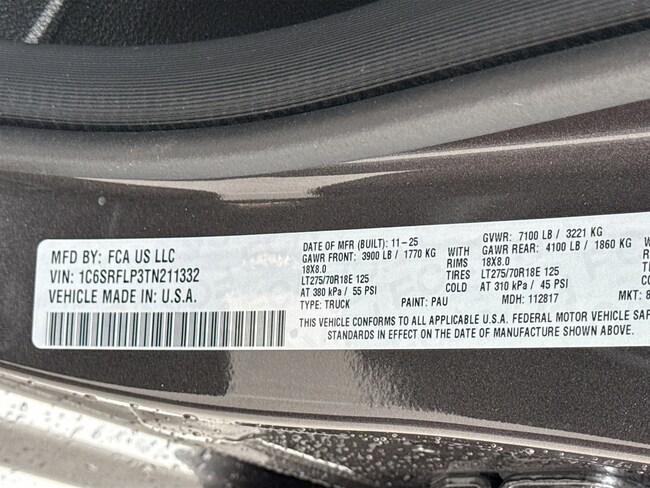 MFD BY: FCA US LLC
VIN: 1C6SRFLP3TN211332
VEHICLE MADE IN: U.S.A.
DATE OF MFR (BUILT): 11-25
GVWR: 7100 LB / 3221 KG
GAWR FRONT: 3900 LB / 1770 KG WITH GAWR REAR: 4100 LB / 1860 KG
18X8.0 RIMS 18X8.0
LT275/70R18E 125 TIRES LT275/70R18E 125
AT 380 kPa / 55 PSI COLD AT 310 kPa / 45 PSI
TYPE: TRUCK PAINT: PAU MDH: 112817 MKT:
THIS VEHICLE CONFORMS TO ALL APPLICABLE U.S.A. FEDERAL MOTOR VEHICLE
STANDARDS IN EFFECT ON THE DATE OF MANUFACTURE SHOWN ABOVE.